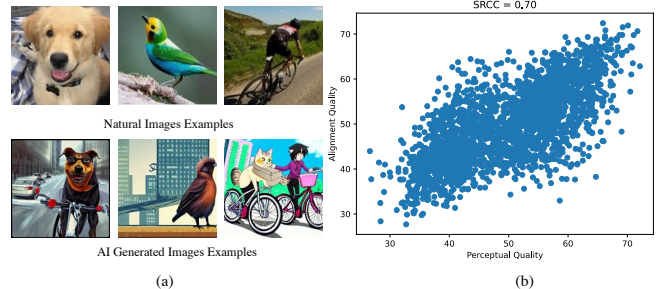 Natural Images Examples
AI Generated Images Examples
(a)
SRCC = 0.70
Alignment Quality
70
60
50
40
30
30
40
50
60
70
Perceptual Quality
(b)